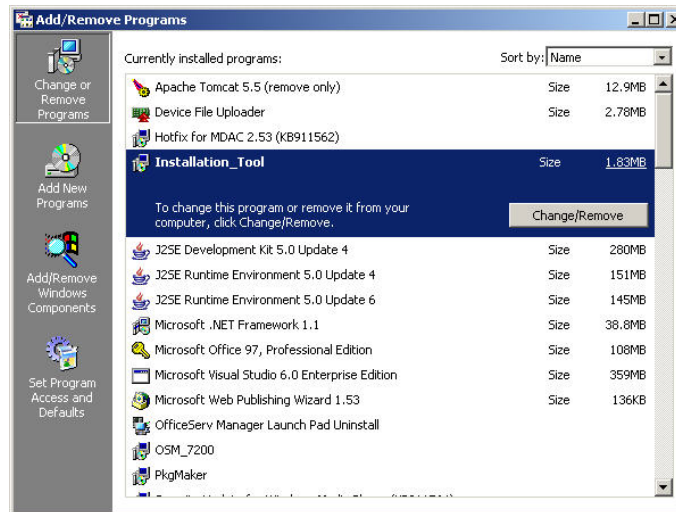 Add/Remove Programs
Change or
Remove
Programs
Add New
Programs
Add/Remove
Windows
Components
Set Program
Access and
Defaults
Currently installed programs:
Sort by: Name
Apache Tomcat 5.5 (remove only) Size 12.9MB
Device File Uploader Size 2.78MB
Hotfix for MDAC 2.53 (KB911562)
Installation_Tool Size 1.83MB
To change this program or remove it from your
computer, click Change/Remove.
Change/Remove
J2SE Development Kit 5.0 Update 4 Size 280MB
J2SE Runtime Environment 5.0 Update 4 Size 151MB
J2SE Runtime Environment 5.0 Update 6 Size 145MB
Microsoft .NET Framework 1.1 Size 38.8MB
Microsoft Office 97, Professional Edition Size 108MB
Microsoft Visual Studio 6.0 Enterprise Edition Size 359MB
Microsoft Web Publishing Wizard 1.53 Size 136KB
OfficeServ Manager Launch Pad Uninstall
OSM_7200
PkgMaker